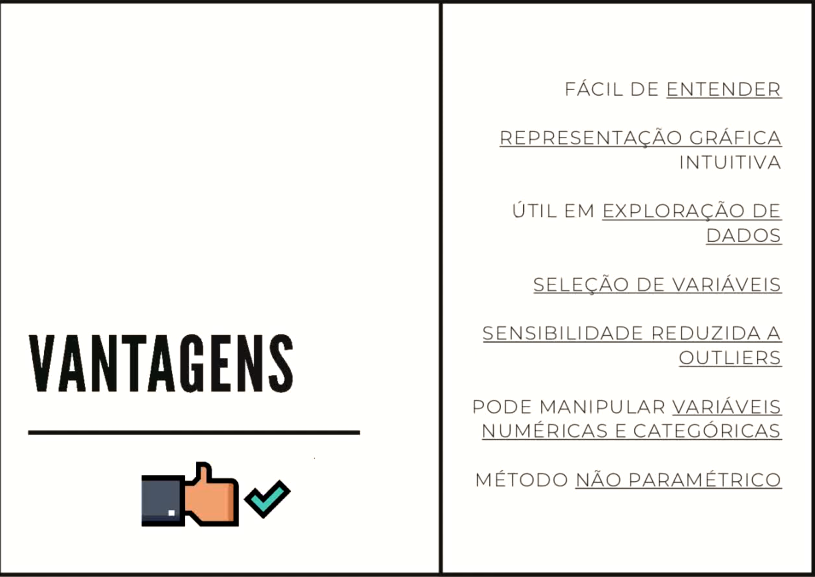 VANTAGENS
FÁCIL DE ENTENDER
REPRESENTAÇÃO GRÁFICA
INTUITIVA
ÚTIL EM EXPLORAÇÃO DE
DADOS
SELEÇÃO DE VARIÁVEIS
SENSIBILIDADE REDUZIDA A
OUTLIERS
PODE MANIPULAR VARIÁVEIS
NUMÉRICAS E CATEGÓRICAS
MÉTODO NÃO PARAMÉTRICO